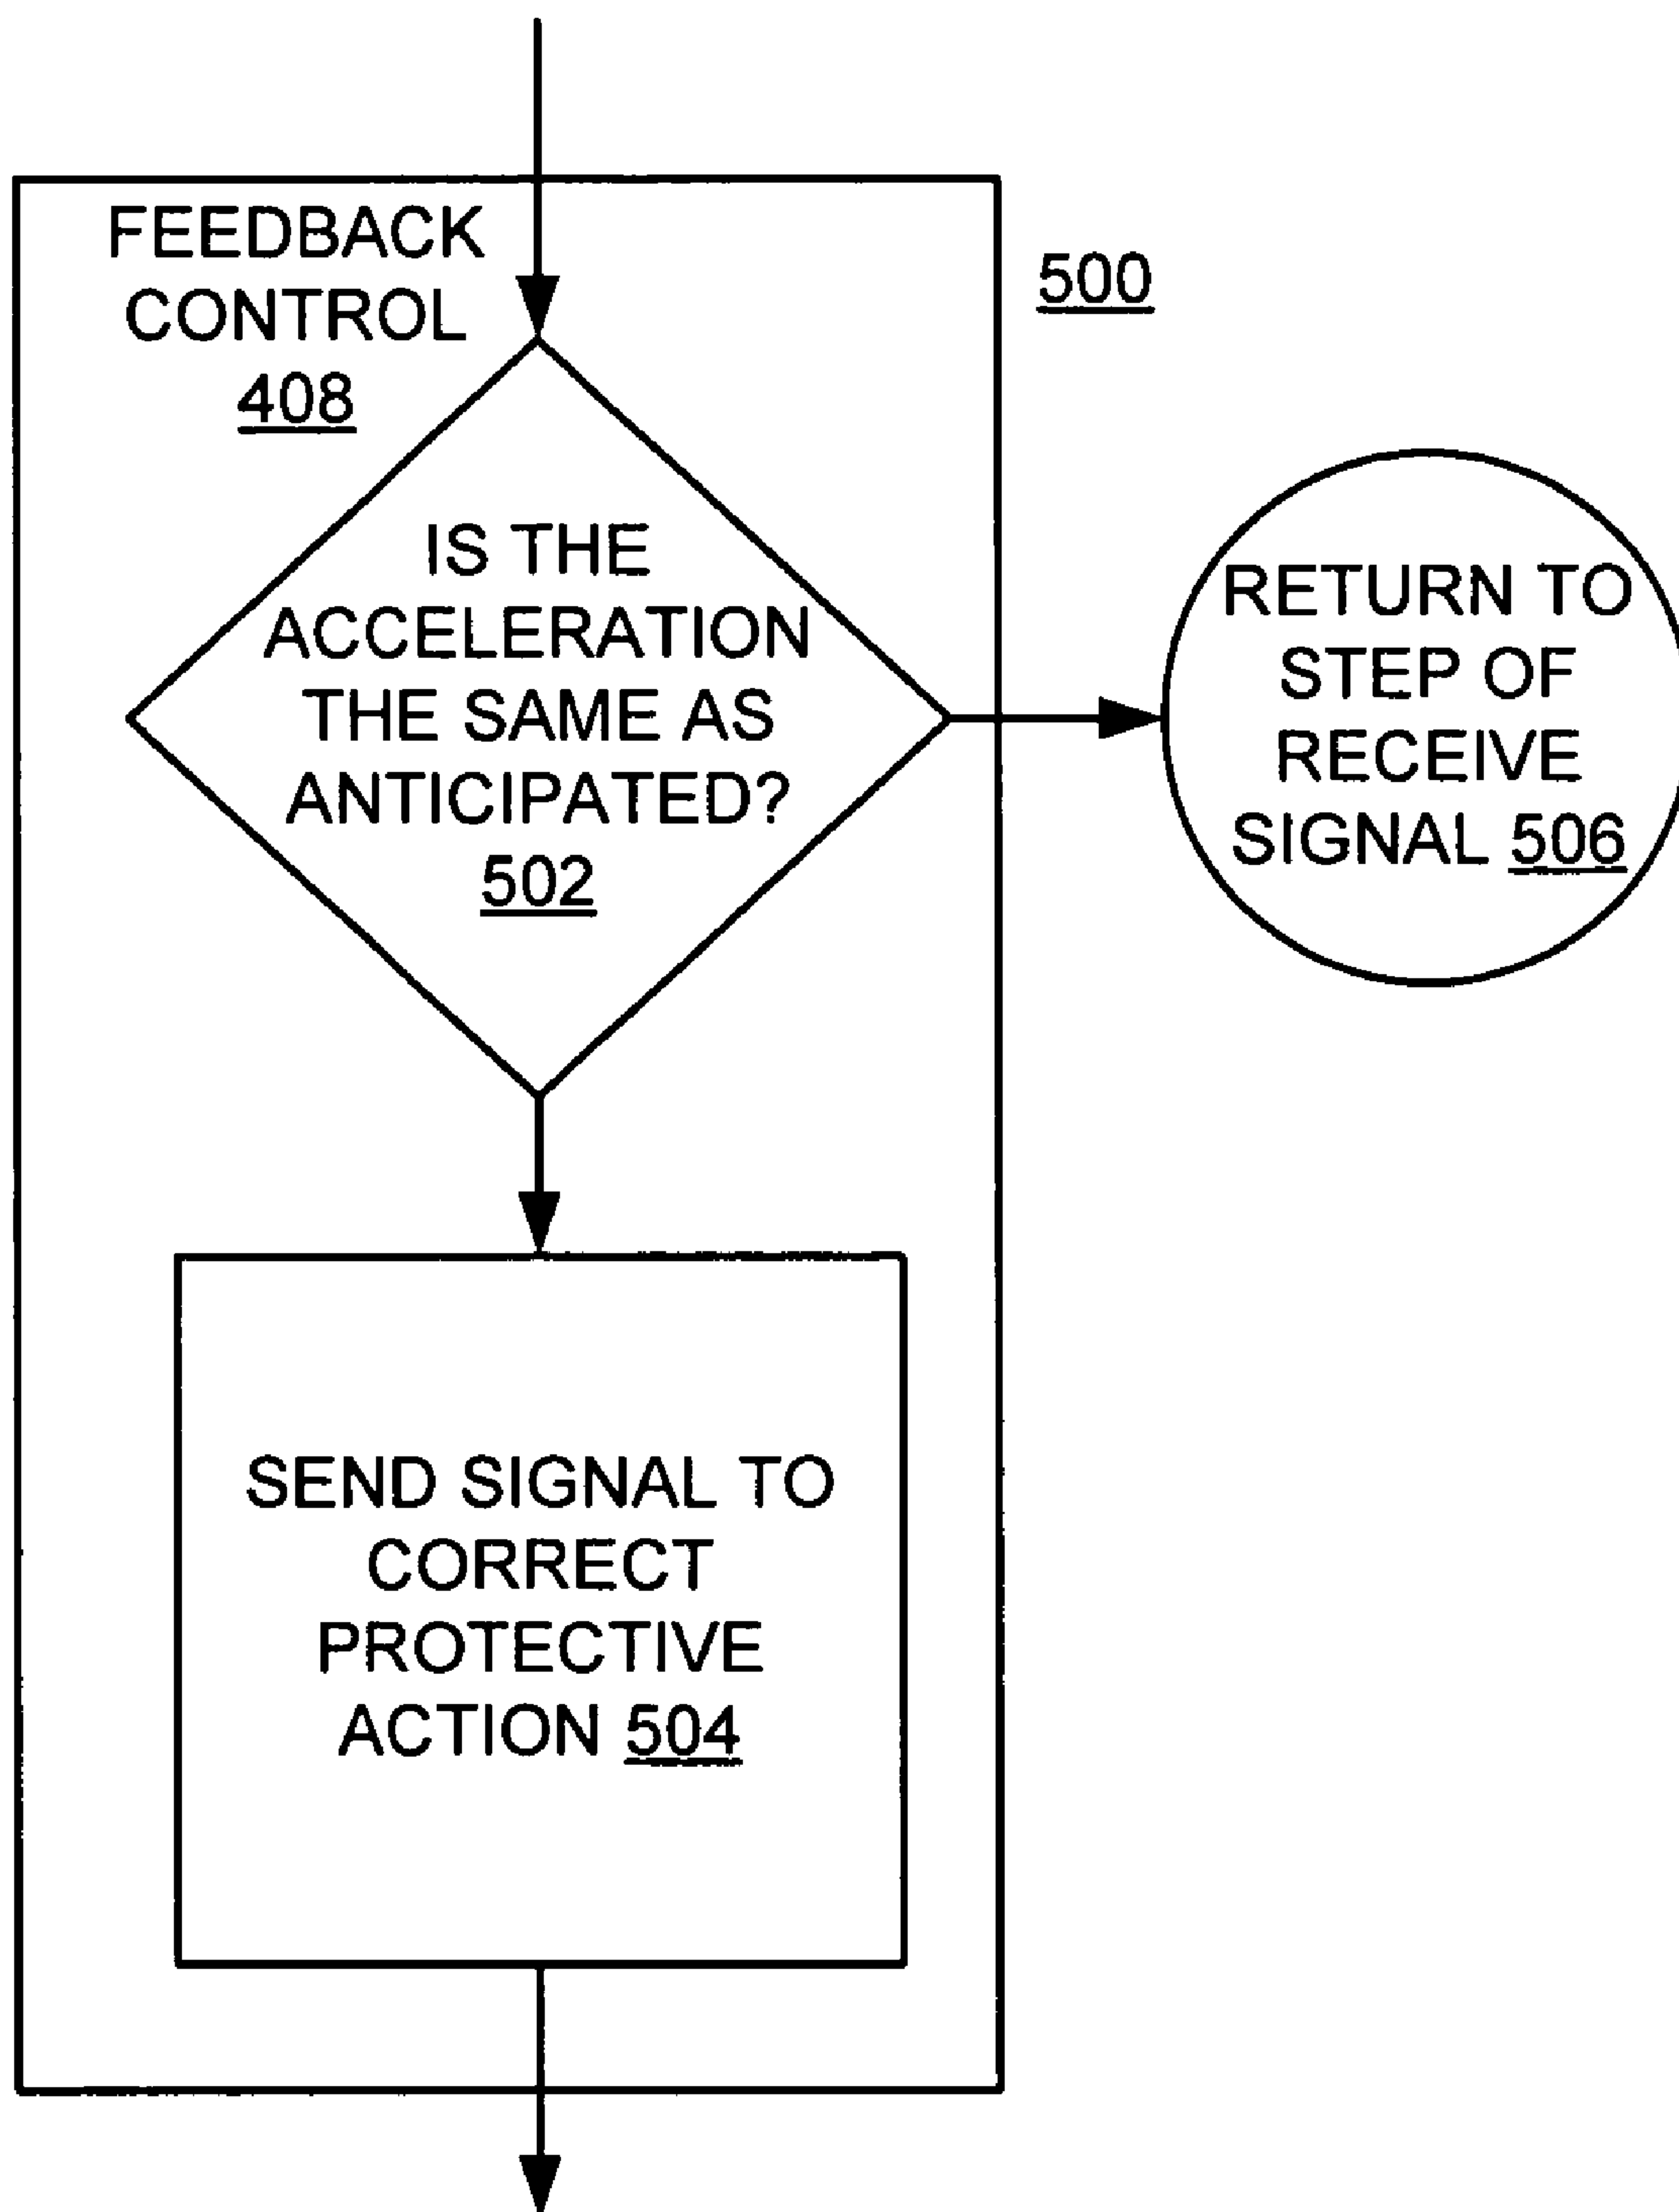 FEEDBACK
CONTROL
408
500
IS THE
ACCELERATION
THE SAME AS
ANTICIPATED?
502
RETURN TO
STEP OF
RECEIVE
SIGNAL 506
SEND SIGNAL TO
CORRECT
PROTECTIVE
ACTION 504